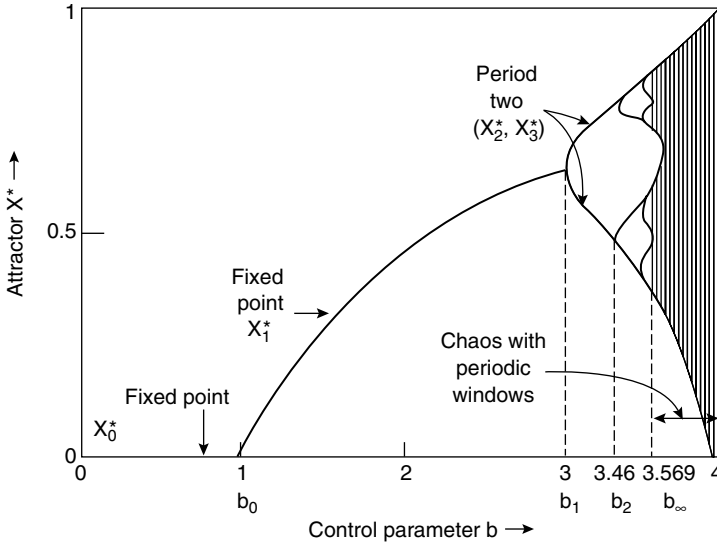 1
Period
two
(X₂*, X₃*)
0.5
Attractor X* →
Fixed
point
X₁*
Chaos with
periodic
windows
Fixed point
X₀*
0
0 1 2 3 3.46 3.569 4
b₀ b₁ b₂ b∞
Control parameter b →